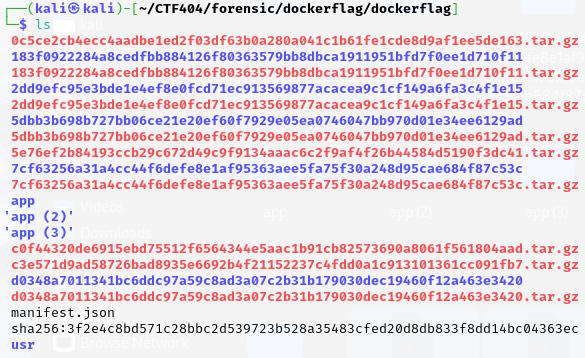 ┌──(kali㉿kali)-[~/CTF404/forensic/dockerflag/dockerflag]
└─$ ls
0c5ce2cb4ecc4aadbe1ed2f03df63b0a280a041c1b61fe1cde8d9af1ee5de163.tar.gz
183f0922284a8cedfbb884126f80363579bb8dbca1911951bfd7f0ee1d710f11
183f0922284a8cedfbb884126f80363579bb8dbca1911951bfd7f0ee1d710f11.tar.gz
2dd9efc95e3bde1e4ef8e0fcd71ec913569877acacea9c1cf149a6fa3c4f1e15
2dd9efc95e3bde1e4ef8e0fcd71ec913569877acacea9c1cf149a6fa3c4f1e15.tar.gz
5dbb3b698b727bb06ce21e20ef60f7929e05ea0746047bb970d01e34ee6129ad
5dbb3b698b727bb06ce21e20ef60f7929e05ea0746047bb970d01e34ee6129ad.tar.gz
5e76ef2b84193ccb29c672d49c9f9134aaac6c2f9af4f26b44584d5190f3dc41.tar.gz
7cf63256a31a4cc44f6defe8e1af95363aee5fa75f30a248d95cae684f87c53c
7cf63256a31a4cc44f6defe8e1af95363aee5fa75f30a248d95cae684f87c53c.tar.gz
app
'app (2)'
'app (3)'
c0f44320de6915ebd75512f6564344e5aac1b91cb82573690a8061f561804aad.tar.gz
c3e571d9ad58726bad8935e6692b4f21152237c4fdd0a1c913101361cc091fb7.tar.gz
d0348a7011341bc6ddc97a59c8ad3a07c2b31b179030dec19460f12a463e3420
d0348a7011341bc6ddc97a59c8ad3a07c2b31b179030dec19460f12a463e3420.tar.gz
manifest.json
sha256:3f2e4c8bd571c28bbc2d539723b528a35483cfed20d8db833f8dd14bc04363ec
usr